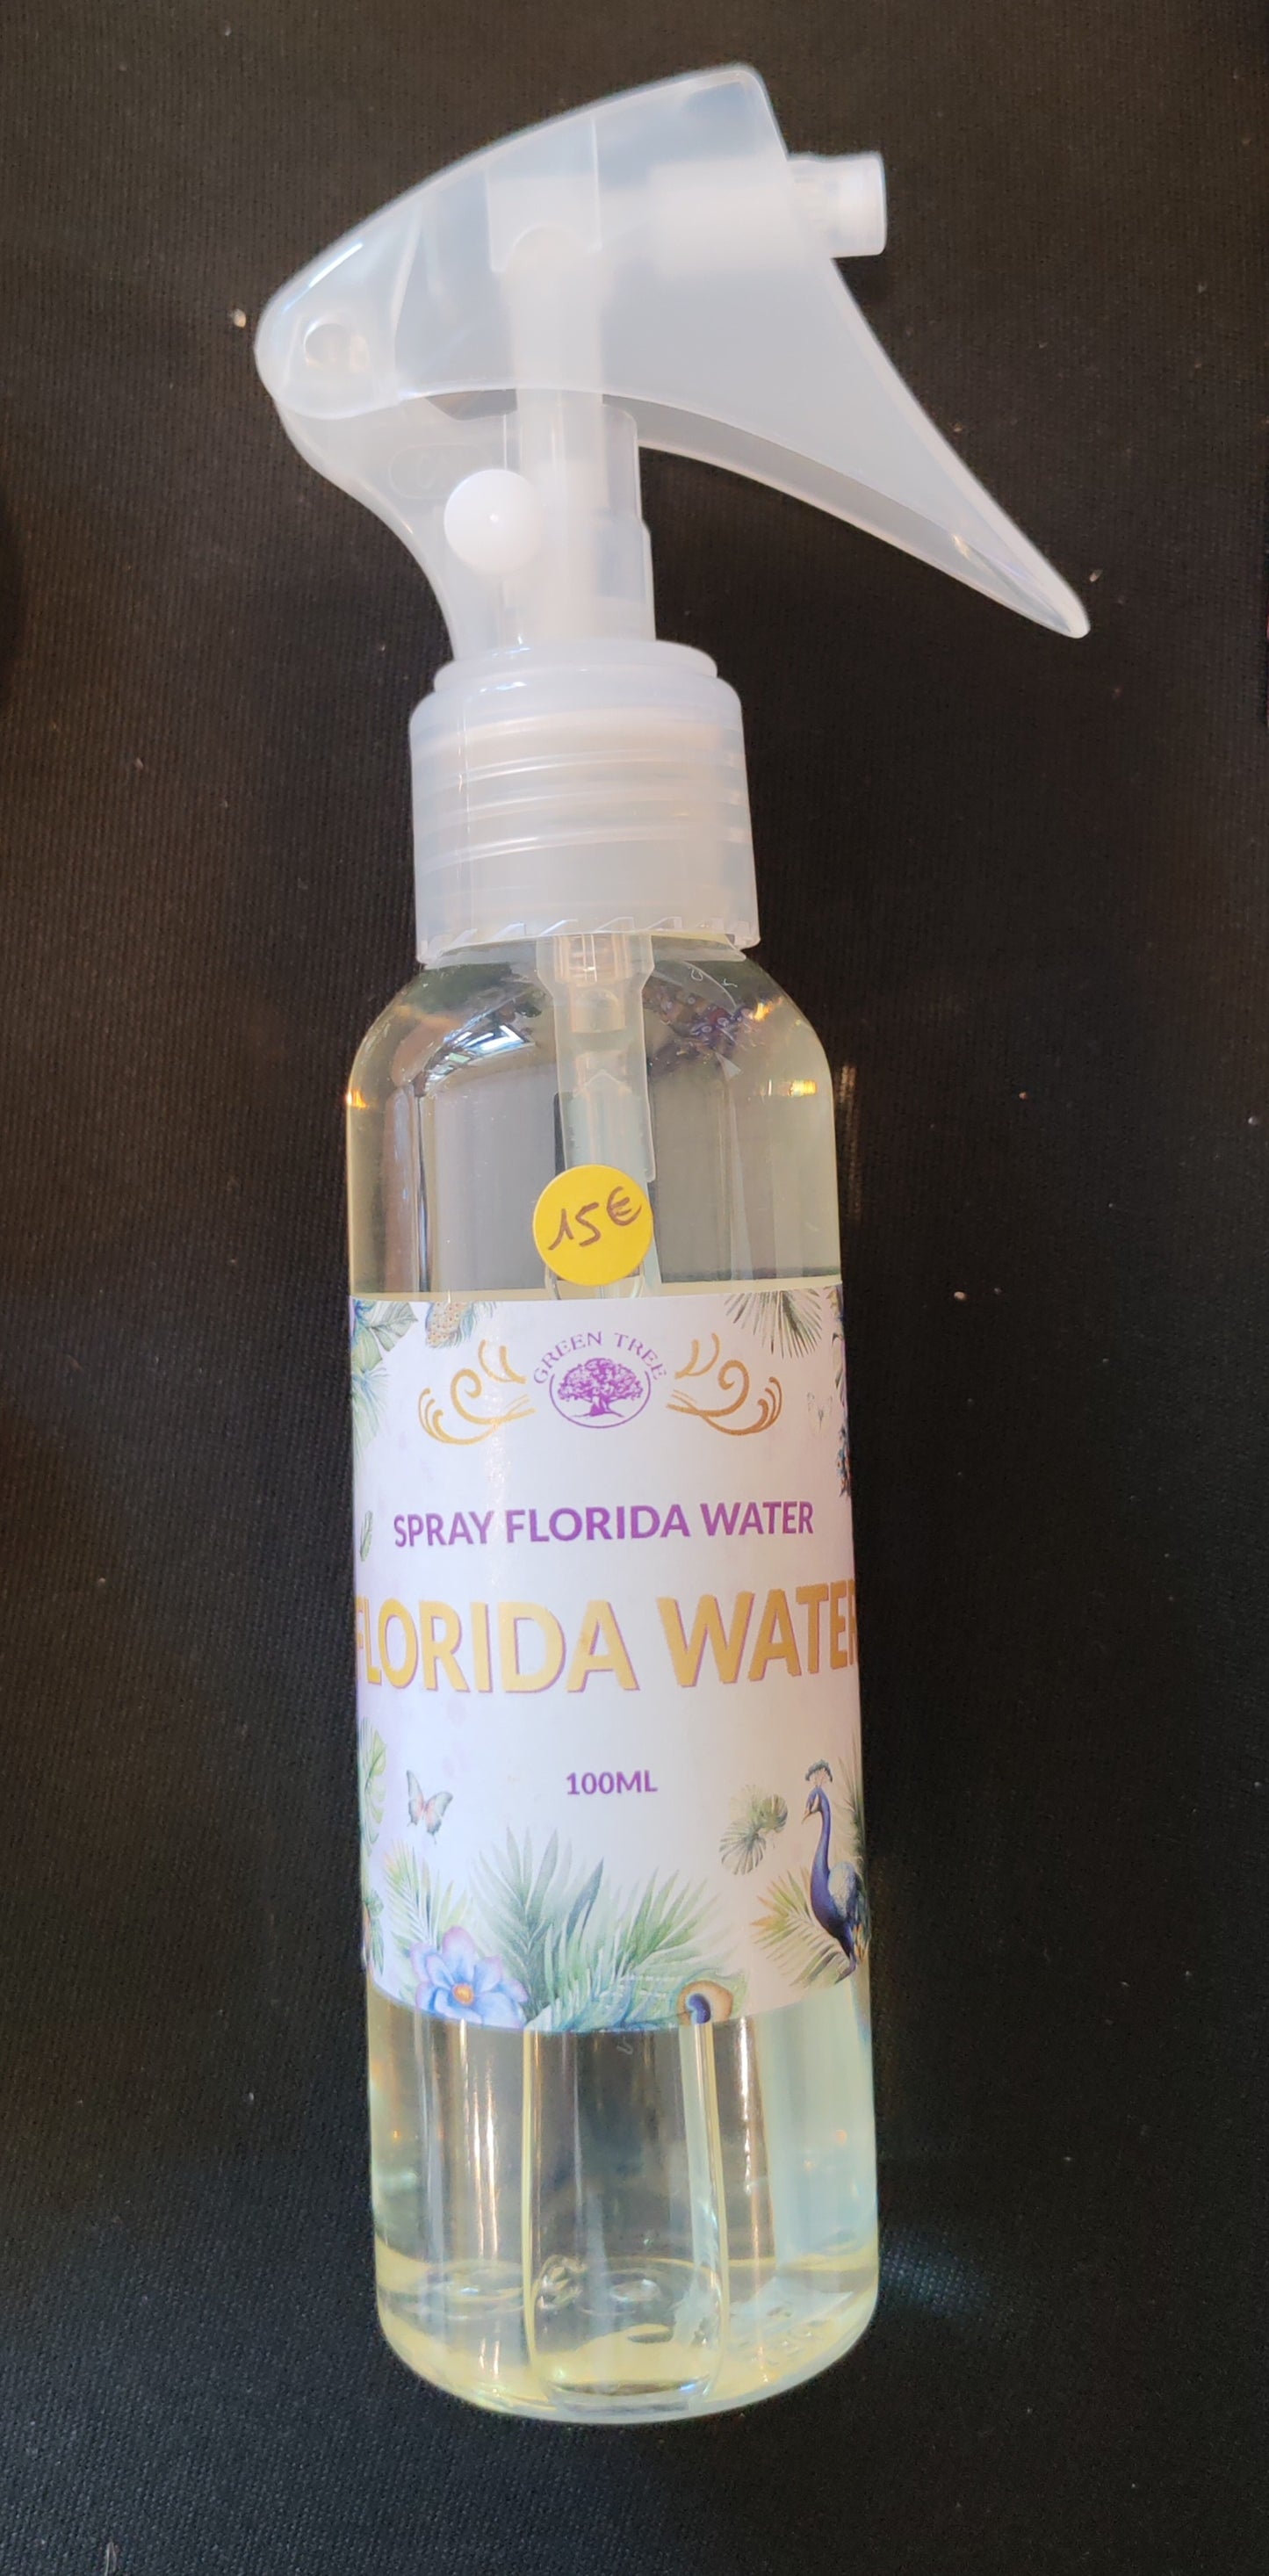 15€
GREEN TREE
SPRAY FLORIDA WATER
FLORIDA WATER
100ML